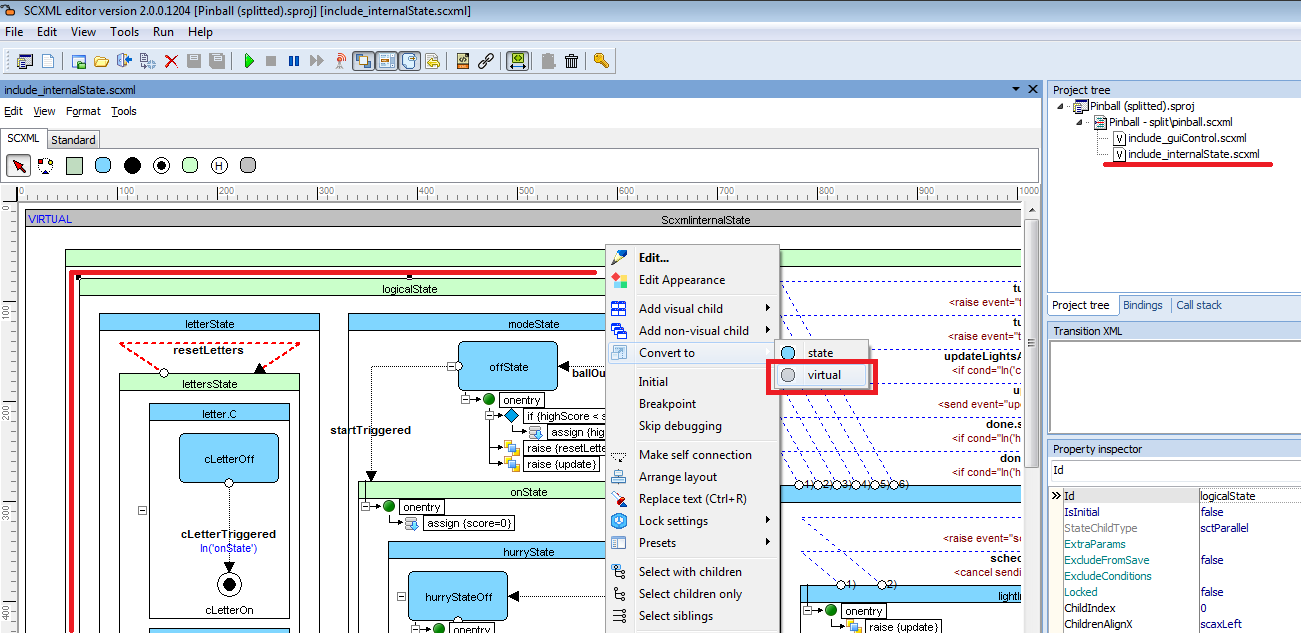 SCXML editor version 2.0.0.1204 [Pinball (splitted).sproj] [include_internalState.scxml]
File Edit View Tools Run Help
include_internalState.scxml
Edit View Format Tools
SCXML Standard
H
0 100 200 300 400 500 600 700 800 900 1000
0
100
200
300
400
VIRTUAL
ScxmlinternalState
logicalState
letterState
resetLetters
lettersState
letter.C
cLetterOff
cLetterTriggered
In('onState')
cLetterOn
modeState
offState
ballOu
onentry
if {highScore < s
assign {hig
raise {resetLette
raise {update}
startTriggered
onState
onentry
assign {score=0}
hurryState
hurryStateOff
onentry
Edit...
Edit Appearance
Add visual child
Add non-visual child
Convert to
Initial
Breakpoint
Skip debugging
Make self connection
Arrange layout
Replace text (Ctrl+R)
Lock settings
Presets
Select with children
Select children only
Select siblings
state
virtual
tu
<raise event="t
tu
<raise event="t
updateLightsA
<if cond="In('c
up
<send event="up
done.s
<if cond="In('h
don
<if cond="In('h
1) 2) 3) 4) 5) 6)
<raise event="sc
sched
<cancel sendi
1) 2)
lightIn
onentry
raise {update}
Project tree
Pinball (splitted).sproj
Pinball - split\pinball.scxml
V include_guiControl.scxml
V include_internalState.scxml
Project tree Bindings Call stack
Transition XML
Property inspector
Id
Id logicalState
IsInitial false
StateChildType sctParallel
ExtraParams
ExcludeFromSave false
ExcludeConditions
Locked false
ChildIndex 0
ChildrenAlignX scaxLeft